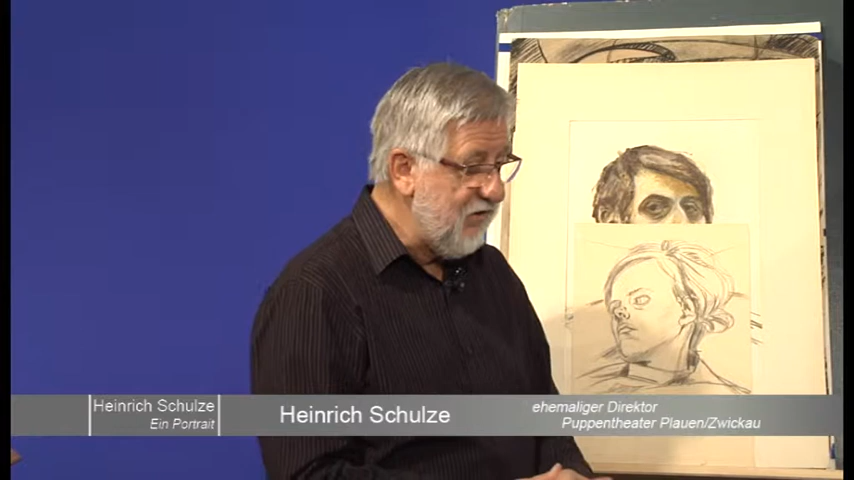 Heinrich Schulze
Ein Portrait
Heinrich Schulze
ehemaliger Direktor
Puppentheater Plauen/Zwickau